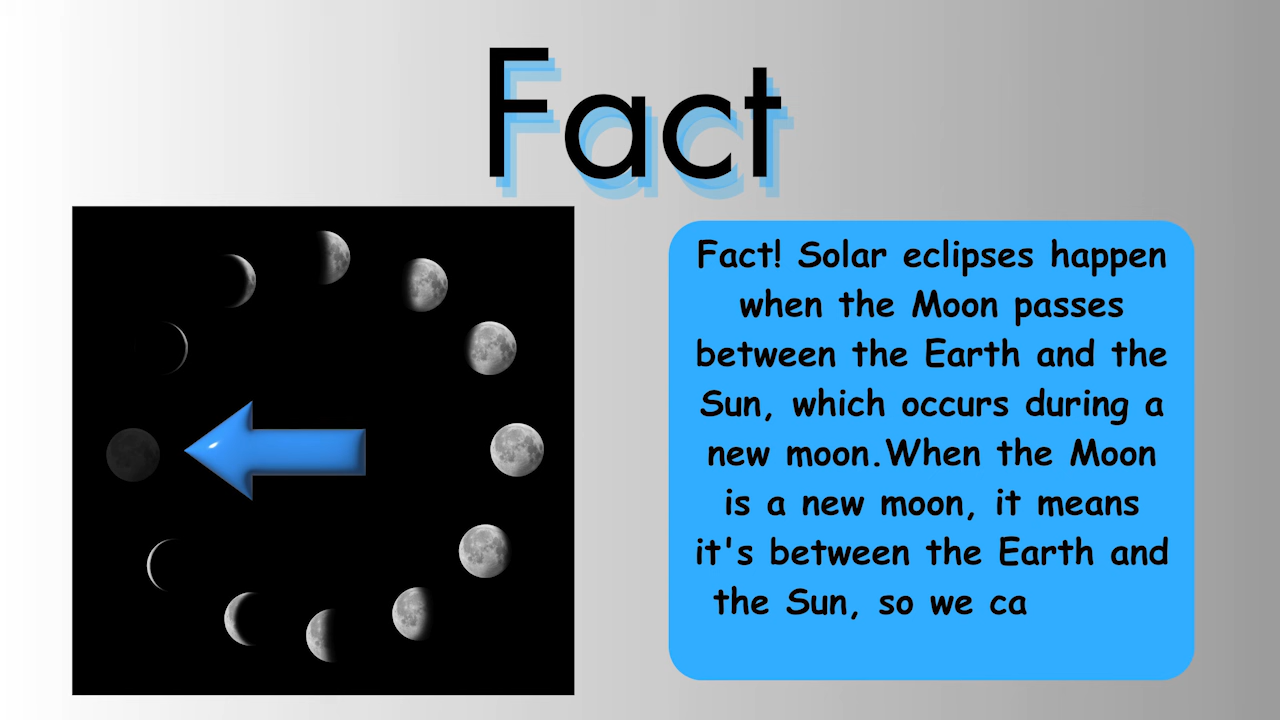 Fact
Fact! Solar eclipses happen
when the Moon passes
between the Earth and the
Sun, which occurs during a
new moon.When the Moon
is a new moon, it means
it's between the Earth and
the Sun, so we ca